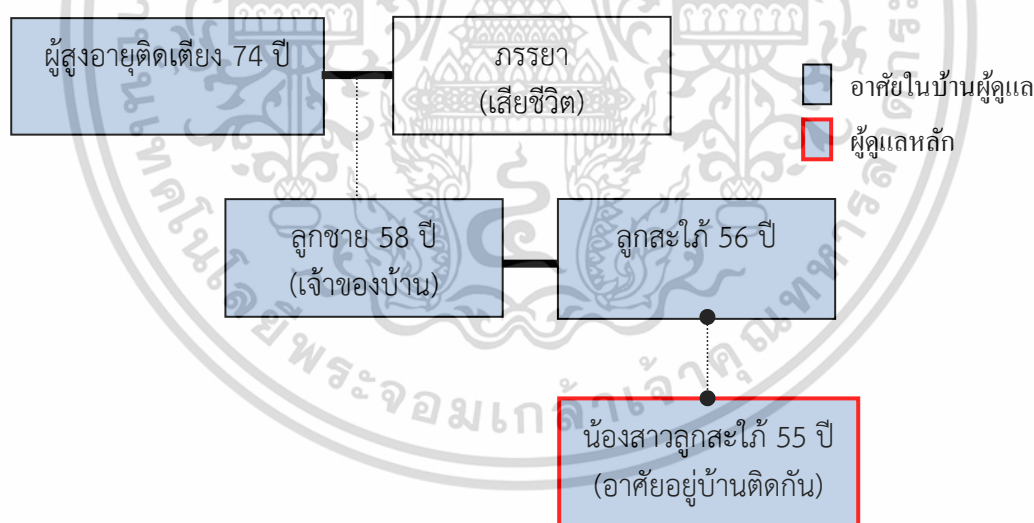 ผู้สูงอายุติดเตียง 74 ปี
ภรรยา
(เสียชีวิต)
อาศัยในบ้านผู้ดูแล
ผู้ดูแลหลัก
ลูกชาย 58 ปี
(เจ้าของบ้าน)
ลูกสะใภ้ 56 ปี
น้องสาวลูกสะใภ้ 55 ปี
(อาศัยอยู่บ้านติดกัน)